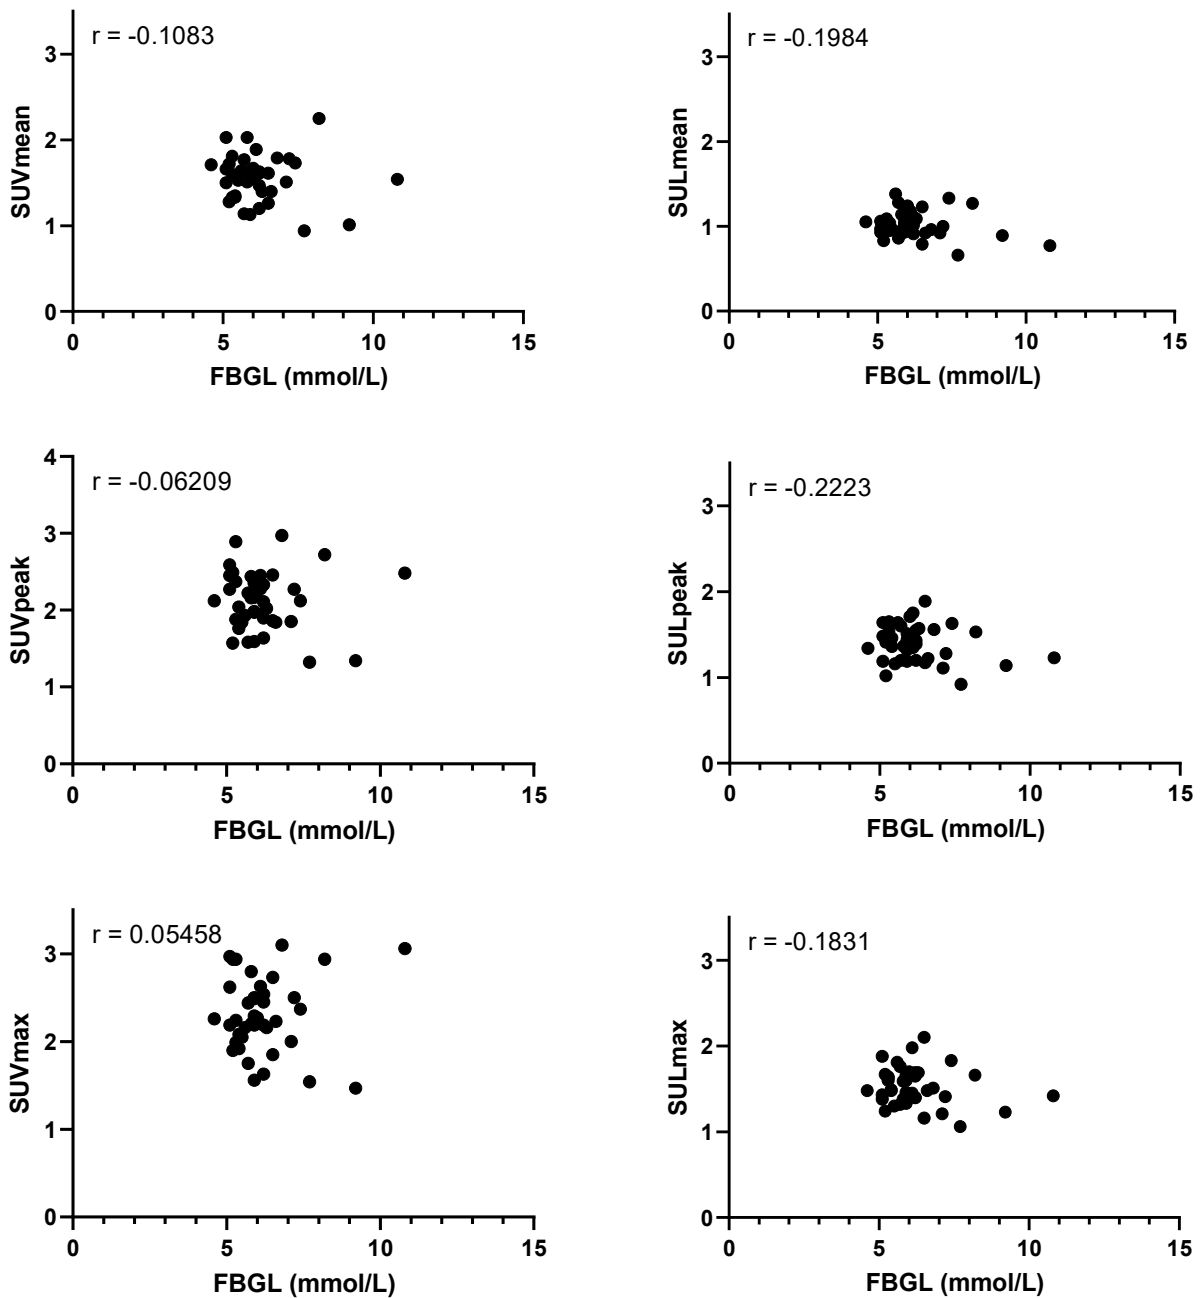 r = -0.1083
3
2
1
0
SUVmean
0 5 10 15
FBGL (mmol/L)
r = -0.1984
3
2
1
0
SULmean
0 5 10 15
FBGL (mmol/L)
r = -0.06209
4
3
2
1
0
SUVpeak
0 5 10 15
FBGL (mmol/L)
r = -0.2223
3
2
1
0
SULpeak
0 5 10 15
FBGL (mmol/L)
r = 0.05458
3
2
1
0
SUVmax
0 5 10 15
FBGL (mmol/L)
r = -0.1831
3
2
1
0
SULmax
0 5 10 15
FBGL (mmol/L)